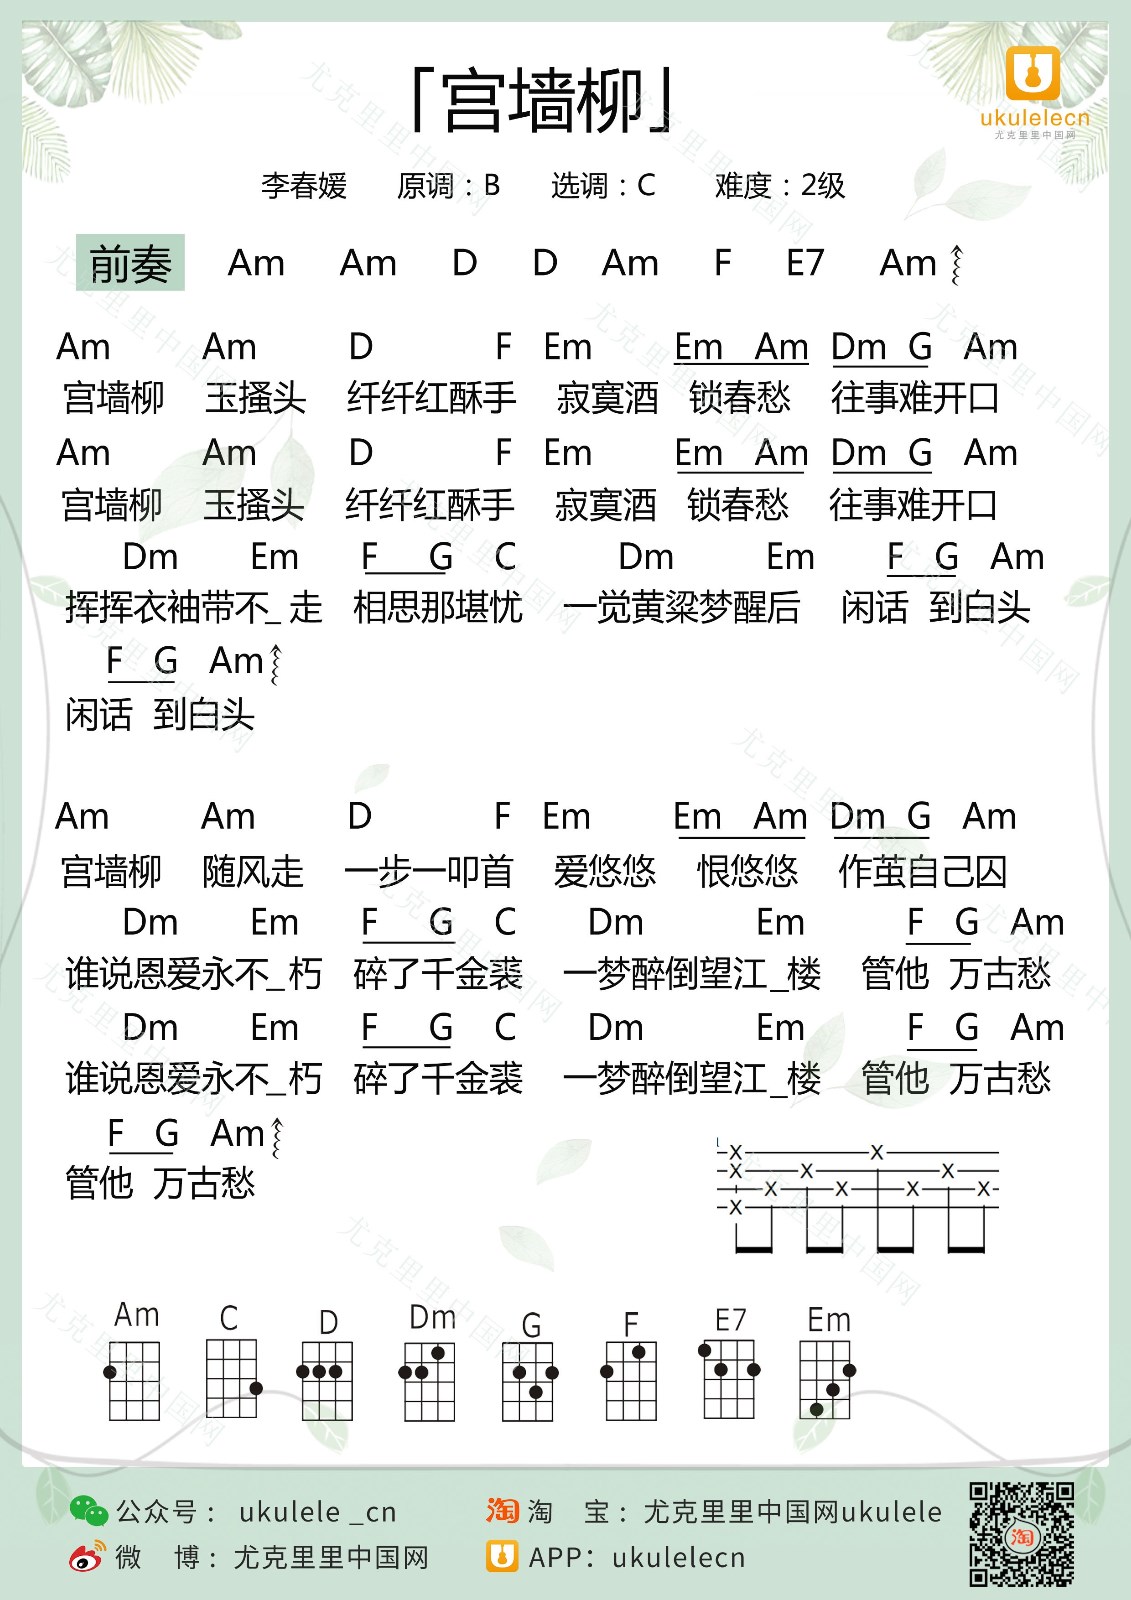 「宫墙柳」
ukulelecn
尤克里里中国网
李春媛 原调：B 选调：C 难度：2级
前奏 Am Am D D Am F E7 Am
Am Am D F Em Em Am Dm G Am
宫墙柳 玉搔头 纤纤红酥手 寂寞酒 锁春愁 往事难开口
Am Am D F Em Em Am Dm G Am
宫墙柳 玉搔头 纤纤红酥手 寂寞酒 锁春愁 往事难开口
Dm Em F G C Dm Em F G Am
挥挥衣袖带不_走 相思那堪忧 一觉黄粱梦醒后 闲话 到白头
F G Am
闲话 到白头
Am Am D F Em Em Am Dm G Am
宫墙柳 随风走 一步一叩首 爱悠悠 恨悠悠 作茧自己囚
Dm Em F G C Dm Em F G Am
谁说恩爱永不_朽 碎了千金裘 一梦醉倒望江_楼 管他 万古愁
Dm Em F G C Dm Em F G Am
谁说恩爱永不_朽 碎了千金裘 一梦醉倒望江_楼 管他 万古愁
F G Am
管他 万古愁
Am C D Dm G F E7 Em
公众号： ukulele _cn 淘 淘 宝：尤克里里中国网ukulele
微 博：尤克里里中国网 APP：ukulelecn
淘